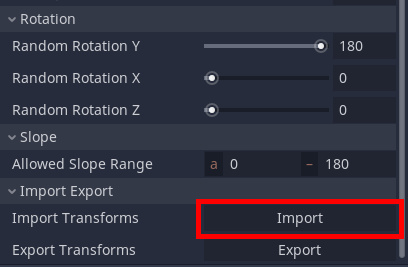 Rotation
Random Rotation Y 180
Random Rotation X 0
Random Rotation Z 0
Slope
Allowed Slope Range a 0 – 180
Import Export
Import Transforms Import
Export Transforms Export